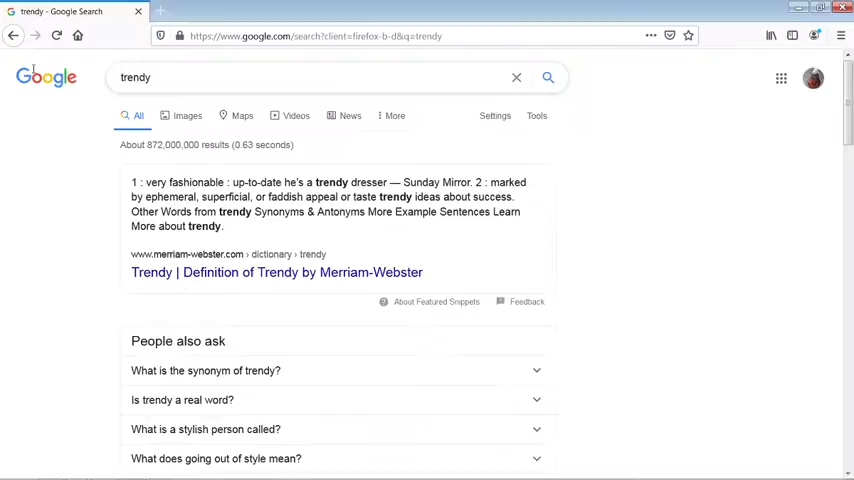 trendy - Google Search
https://www.google.com/search?client=firefox-b-d&q=trendy
Google
trendy
All
Images
Maps
Videos
News
More
Settings
Tools
About 872,000,000 results (0.63 seconds)
1 : very fashionable : up-to-date he's a trendy dresser — Sunday Mirror. 2 : marked
by ephemeral, superficial, or faddish appeal or taste trendy ideas about success.
Other Words from trendy Synonyms & Antonyms More Example Sentences Learn
More about trendy.
www.merriam-webster.com › dictionary › trendy
Trendy | Definition of Trendy by Merriam-Webster
About Featured Snippets
Feedback
People also ask
What is the synonym of trendy?
Is trendy a real word?
What is a stylish person called?
What does going out of style mean?